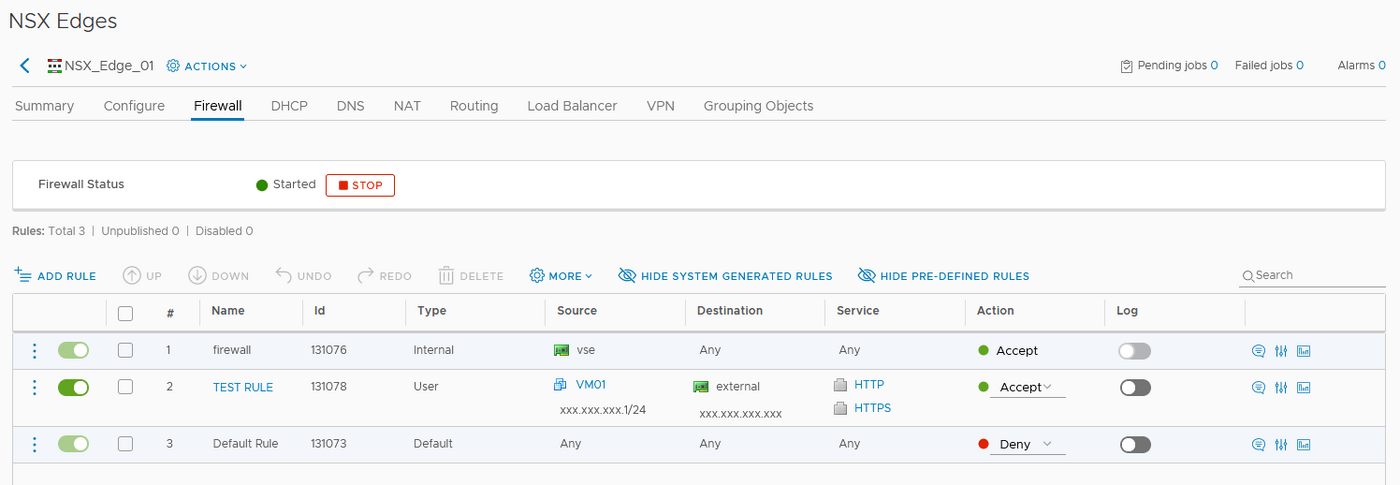 NSX Edges
NSX_Edge_01 ACTIONS Pending jobs 0 Failed jobs 0 Alarms 0
Summary Configure Firewall DHCP DNS NAT Routing Load Balancer VPN Grouping Objects
Firewall Status Started STOP
Rules: Total 3 | Unpublished 0 | Disabled 0
ADD RULE UP DOWN UNDO REDO DELETE MORE HIDE SYSTEM GENERATED RULES HIDE PRE-DEFINED RULES Search
# Name Id Type Source Destination Service Action Log
1 firewall 131076 Internal vse Any Any Accept
2 TEST RULE 131078 User VM01 external HTTP Accept
xxx.xxx.xxx.1/24 xxx.xxx.xxx.xxx HTTPS
3 Default Rule 131073 Default Any Any Any Deny